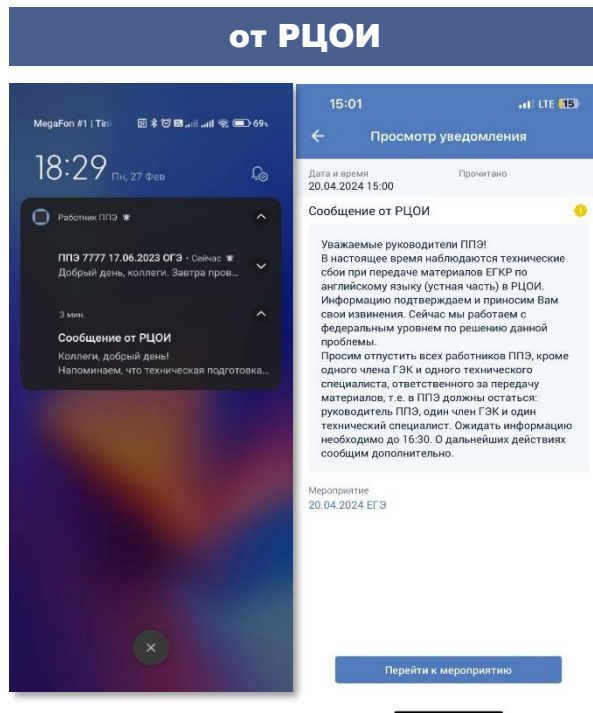 от РЦОИ
MegaFon #1 | Tin
69
18:29 Пн, 27 Фев
Работник ППЭ
ППЭ 7777 17.06.2023 ОГЭ • Сейчас
Добрый день, коллеги. Завтра пров...
3 мин.
Сообщение от РЦОИ
Коллеги, добрый день!
Напоминаем, что техническая подготовка...
15:01
LTE 15
Просмотр уведомления
Дата и время
Прочитано
20.04.2024 15:00
Сообщение от РЦОИ
Уважаемые руководители ППЭ!
В настоящее время наблюдаются технические
сбои при передаче материалов ЕГКР по
английскому языку (устная часть) в РЦОИ.
Информацию подтверждаем и приносим Вам
свои извинения. Сейчас мы работаем с
федеральным уровнем по решению данной
проблемы.
Просим отпустить всех работников ППЭ, кроме
одного члена ГЭК и одного технического
специалиста, ответственного за передачу
материалов, т.е. в ППЭ должны остаться:
руководитель ППЭ, один член ГЭК и один
технический специалист. Ожидать информацию
необходимо до 16:30. О дальнейших действиях
сообщим дополнительно.
Мероприятие
20.04.2024 ЕГЭ
Перейти к мероприятию